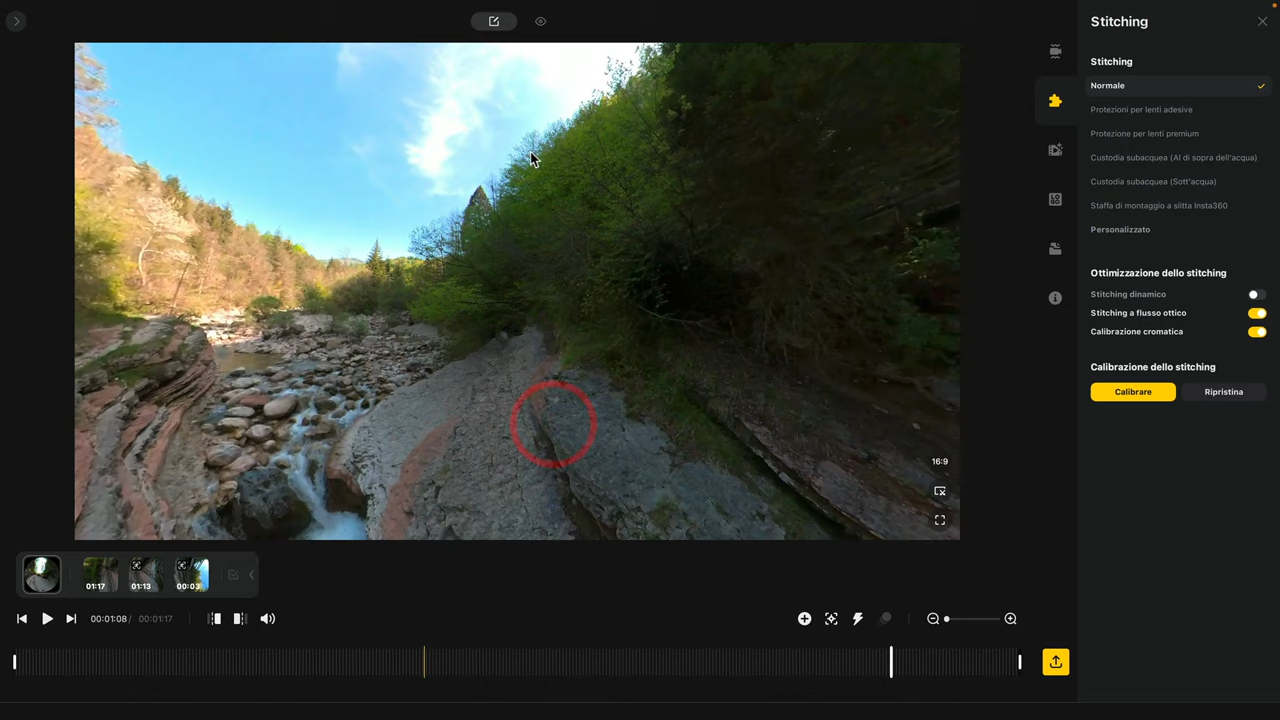 Stitching
Stitching
Normale
Protezioni per lenti adesive
Protezione per lenti premium
Custodia subacquea (Al di sopra dell'acqua)
Custodia subacquea (Sott'acqua)
Staffa di montaggio a slitta Insta360
Personalizzato
Ottimizzazione dello stitching
Stitching dinamico
Stitching a flusso ottico
Calibrazione cromatica
Calibrazione dello stitching
Calibrare Ripristina
16:9
01:17 01:13 00:03
00:01:08 / 00:01:17